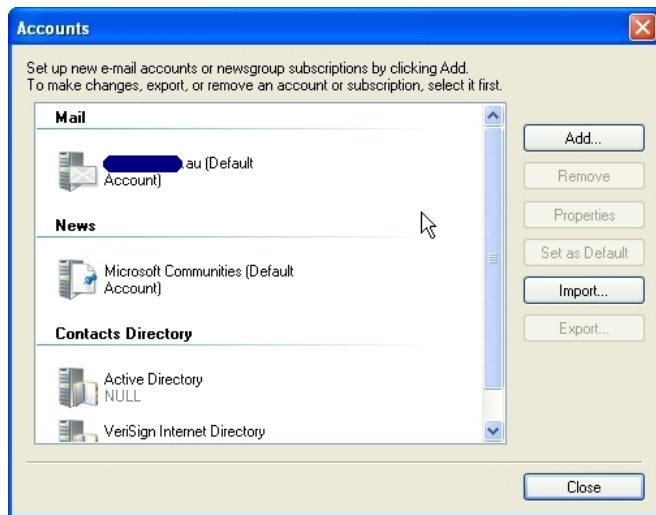 Accounts
Set up new e-mail accounts or newsgroup subscriptions by clicking Add.
To make changes, export, or remove an account or subscription, select it first.
Mail
.au (Default
Account)
News
Microsoft Communities (Default
Account)
Contacts Directory
Active Directory
NULL
VeriSign Internet Directory
Add...
Remove
Properties
Set as Default
Import...
Export...
Close